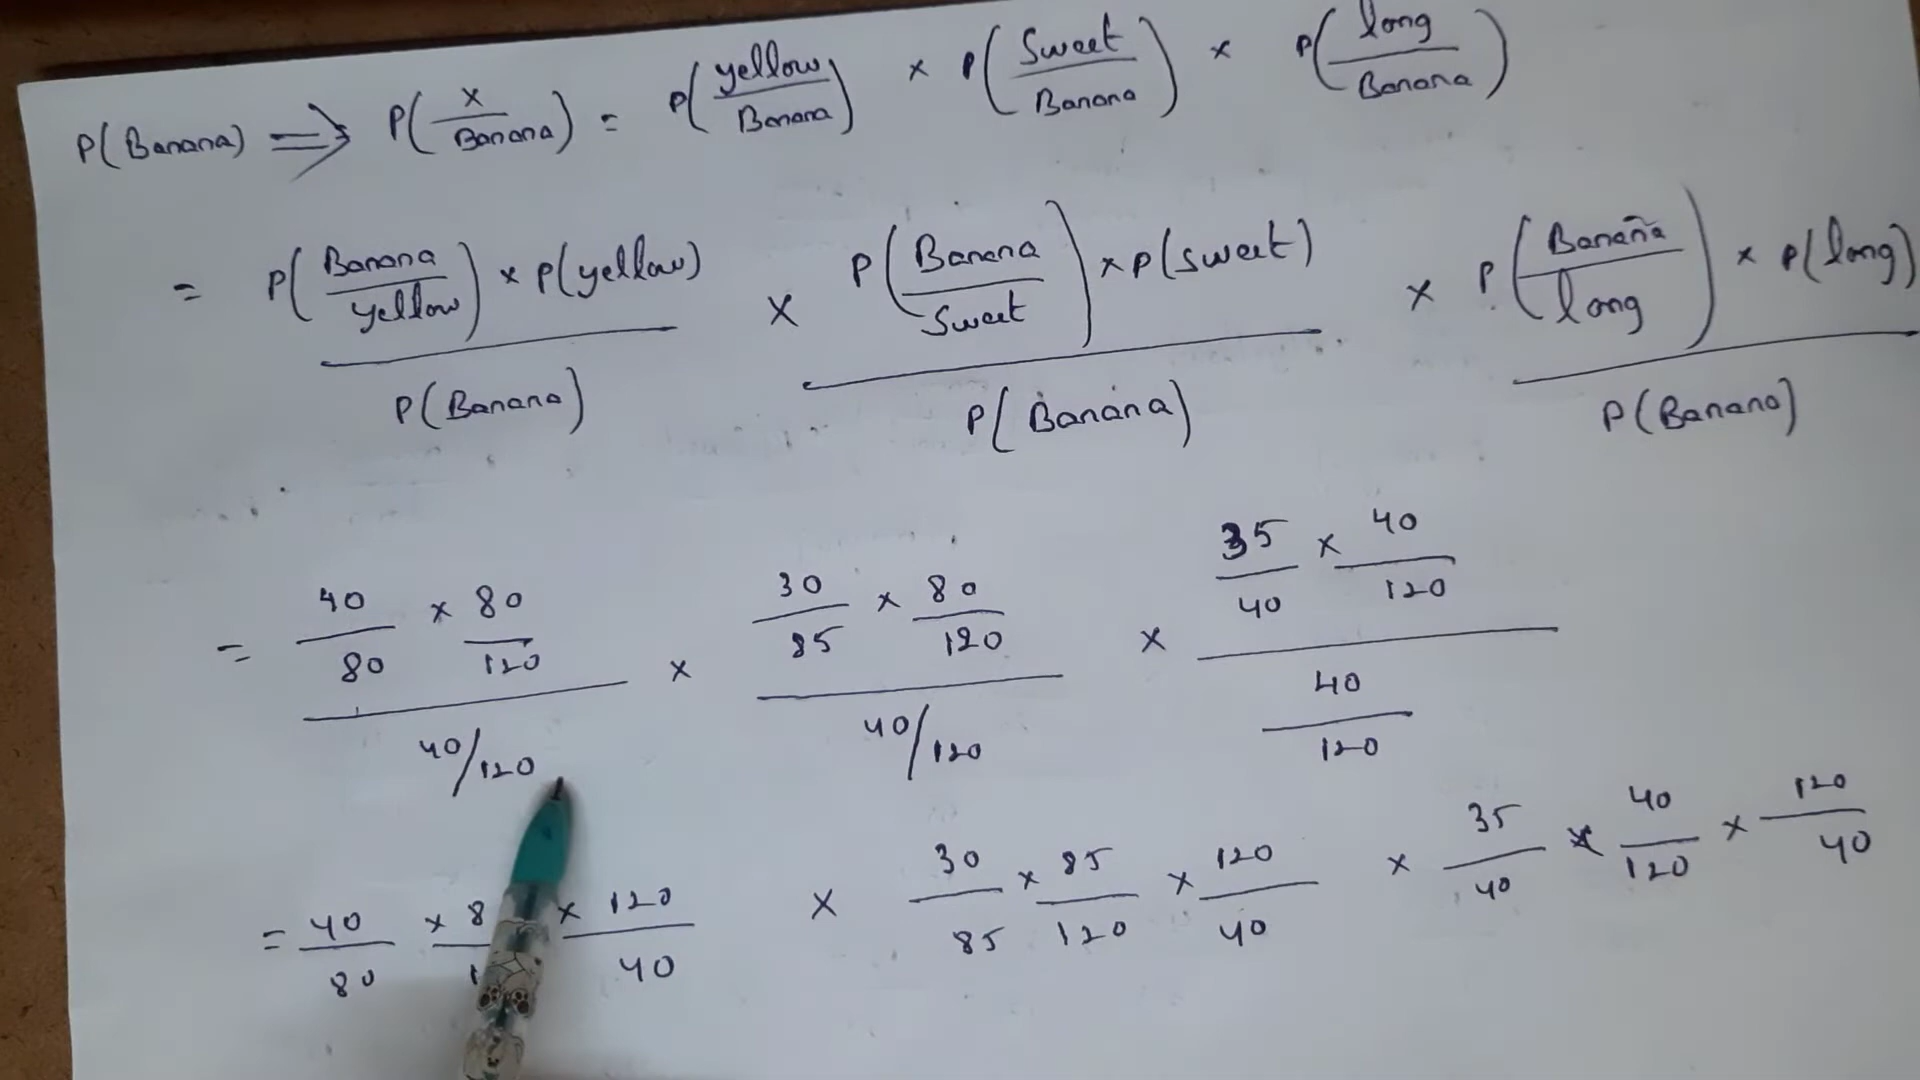 P(Banana) ⇒ P(x/Banana) = P(yellow/Banana) × P(Sweet/Banana) × P(long/Banana)
= P(Banana/yellow) × P(yellow) / P(Banana) × P(Banana/Sweet) × P(sweet) / P(Banana) × P(Banana/long) × P(long) / P(Banana)
= 40/80 × 80/120 / 40/120 × 30/85 × 80/120 / 40/120 × 35/40 × 40/120 / 40/120
= 40/80 × 120/40 × 30/85 × 85/120 × 120/40 × 35/40 × 40/120 × 120/40